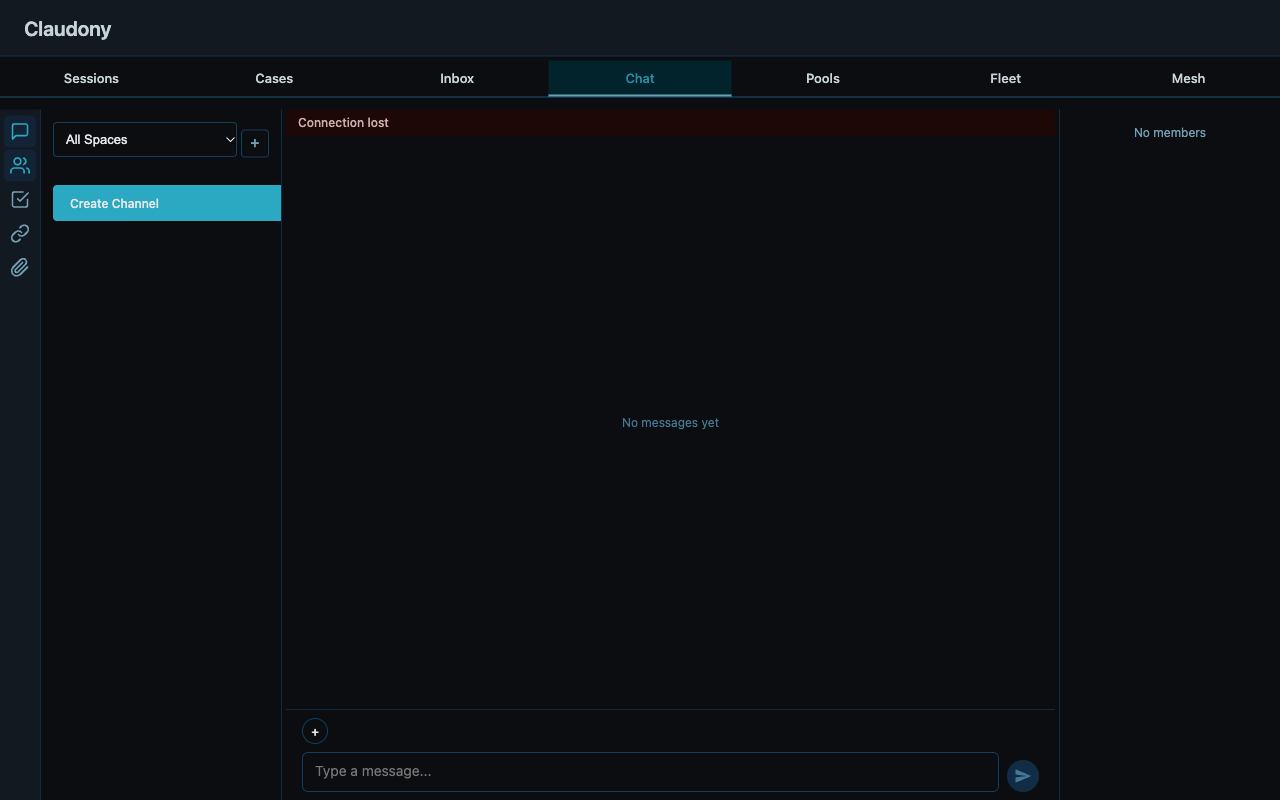 Claudony
Sessions
Cases
Inbox
Chat
Pools
Fleet
Mesh
All Spaces
+
Create Channel
Connection lost
No messages yet
No members
+
Type a message...